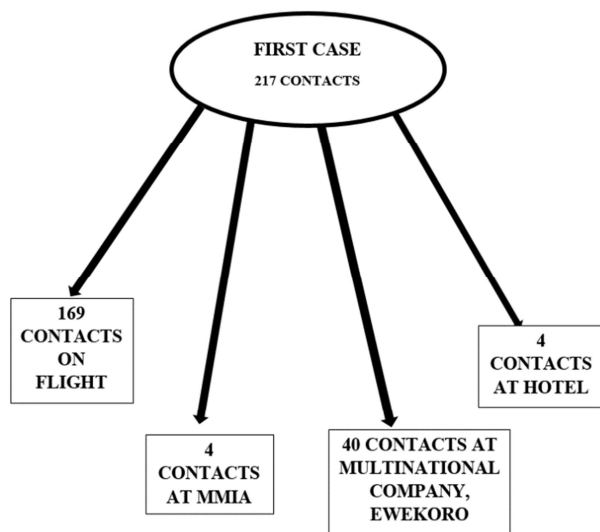 FIRST CASE
217 CONTACTS
169
CONTACTS
ON
FLIGHT
4
CONTACTS
AT MMIA
40 CONTACTS AT
MULTINATIONAL
COMPANY,
EWEKORO
4
CONTACTS
AT HOTEL